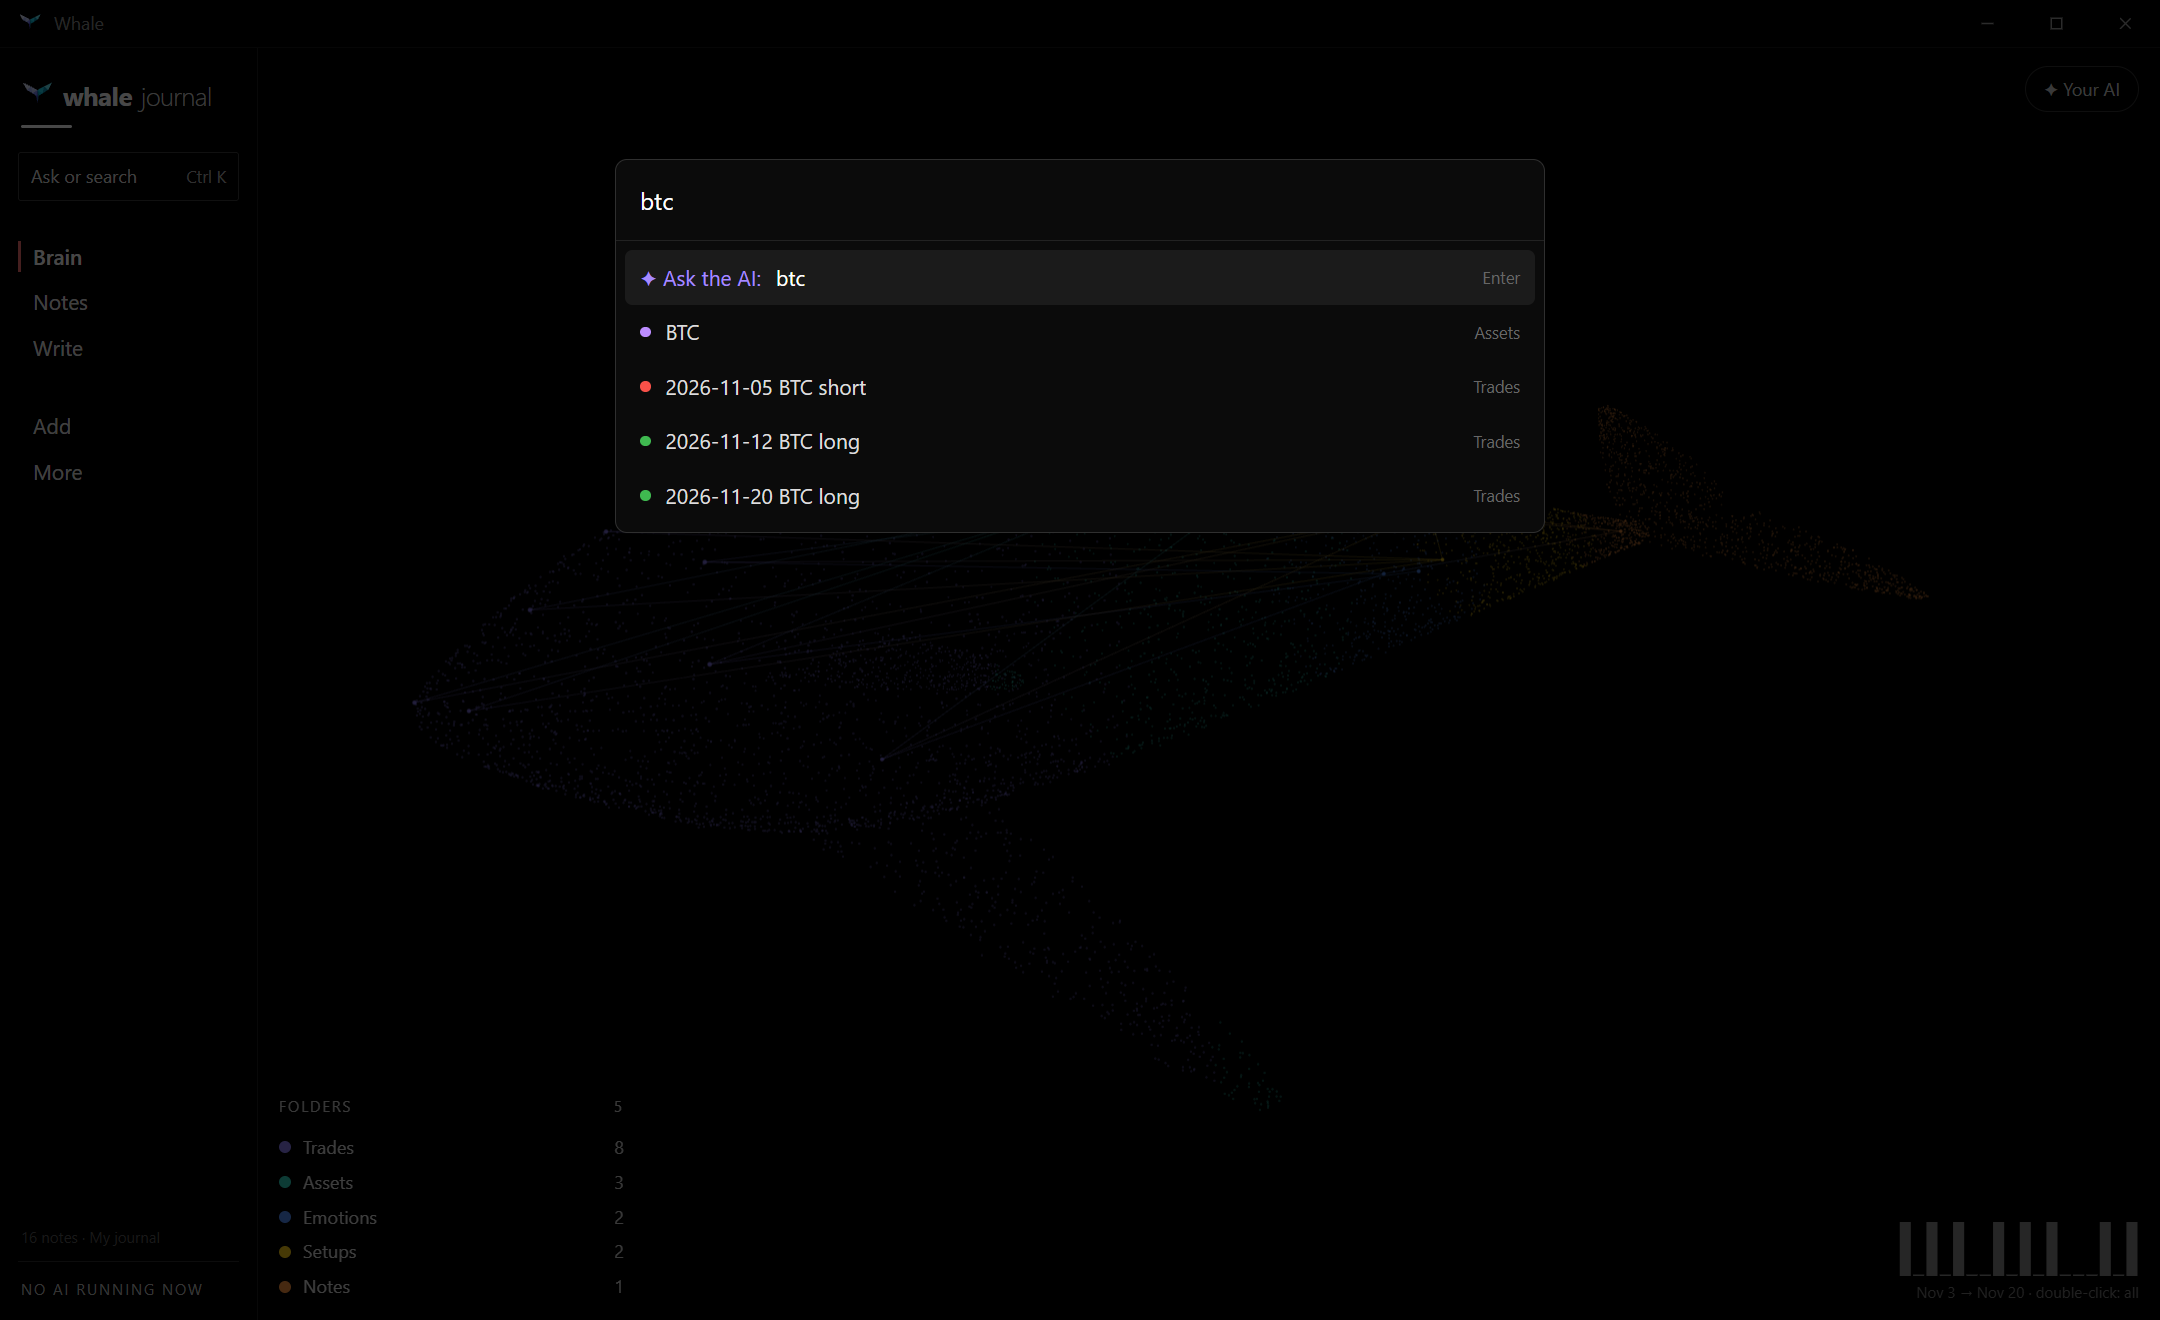 Whale
whale journal
✦ Your AI
Ask or search Ctrl K
Brain
Notes
Write
Add
More
btc
✦ Ask the AI: btc Enter
BTC Assets
2026-11-05 BTC short Trades
2026-11-12 BTC long Trades
2026-11-20 BTC long Trades
FOLDERS 5
Trades 8
Assets 3
Emotions 2
Setups 2
Notes 1
16 notes · My journal
NO AI RUNNING NOW
Nov 3 → Nov 20 · double-click: all